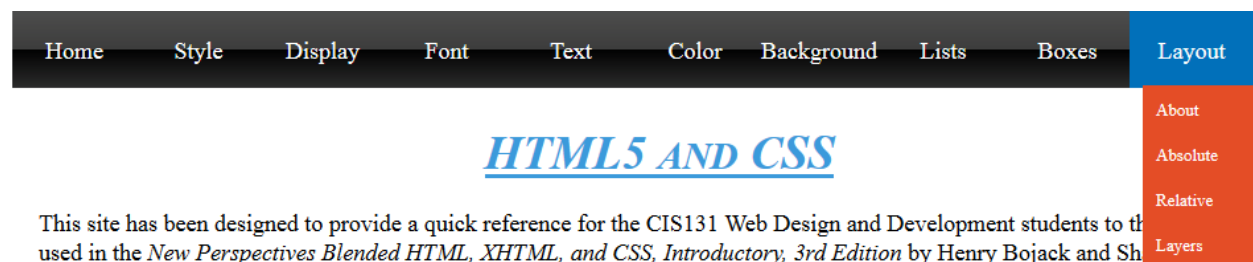 Home Style Display Font Text Color Background Lists Boxes Layout
About
HTML5 AND CSS
Absolute
Relative
This site has been designed to provide a quick reference for the CIS131 Web Design and Development students to
used in the New Perspectives Blended HTML, XHTML, and CSS, Introductory, 3rd Edition by Henry Bojack and
Layers